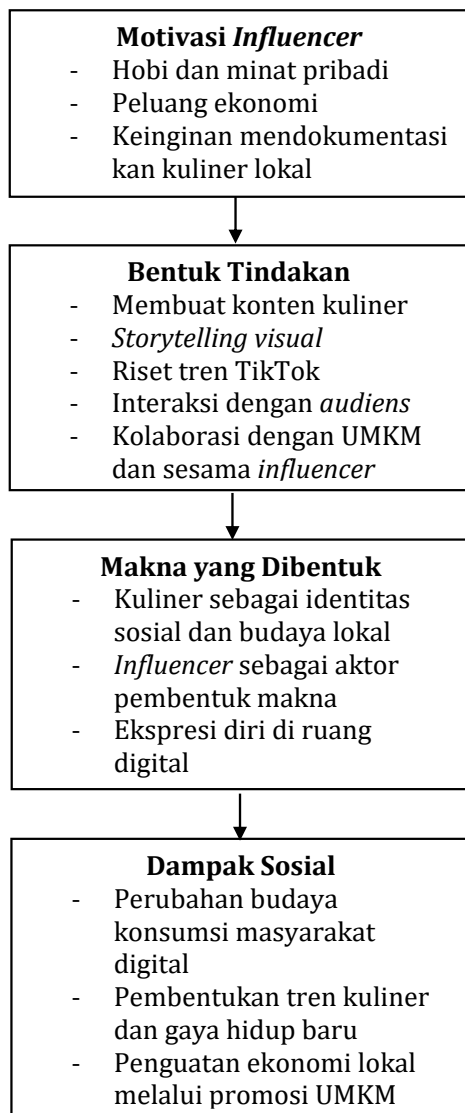 Motivasi Influencer
- Hobi dan minat pribadi
- Peluang ekonomi
- Keinginan mendokumentasi
kan kuliner lokal
Bentuk Tindakan
- Membuat konten kuliner
- Storytelling visual
- Riset tren TikTok
- Interaksi dengan audiens
- Kolaborasi dengan UMKM
dan sesama influencer
Makna yang Dibentuk
- Kuliner sebagai identitas
sosial dan budaya lokal
- Influencer sebagai aktor
pembentuk makna
- Ekspresi diri di ruang
digital
Dampak Sosial
- Perubahan budaya
konsumsi masyarakat
digital
- Pembentukan tren kuliner
dan gaya hidup baru
- Penguatan ekonomi lokal
melalui promosi UMKM